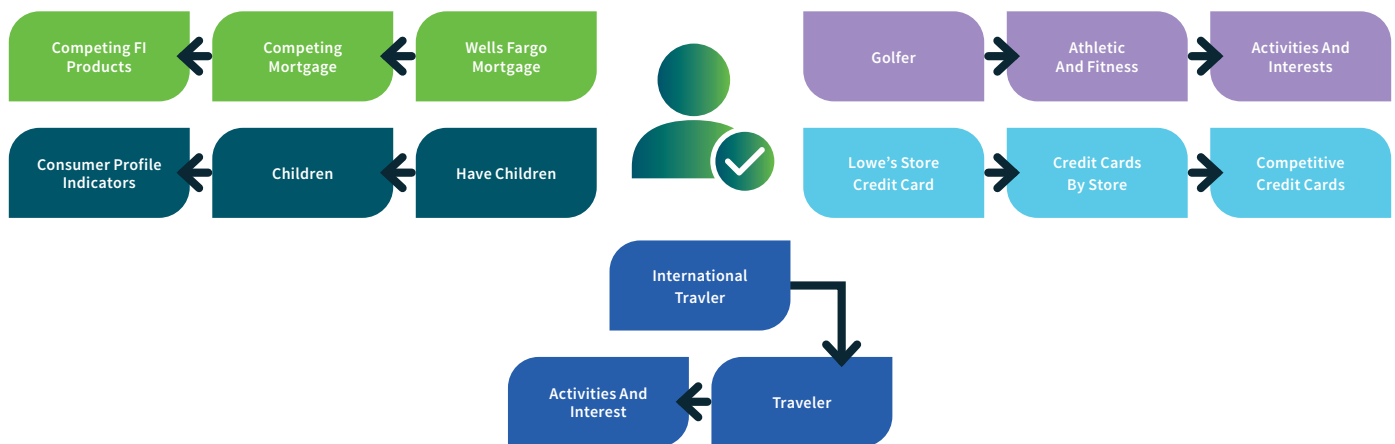 Competing FI
Products
Competing
Mortgage
Wells Fargo
Mortgage
Golfer
Athletic
And Fitness
Activities And
Interests
Consumer Profile
Indicators
Children
Have Children
Lowe's Store
Credit Card
Credit Cards
By Store
Competitive
Credit Cards
International
Travler
Activities And
Interest
Traveler